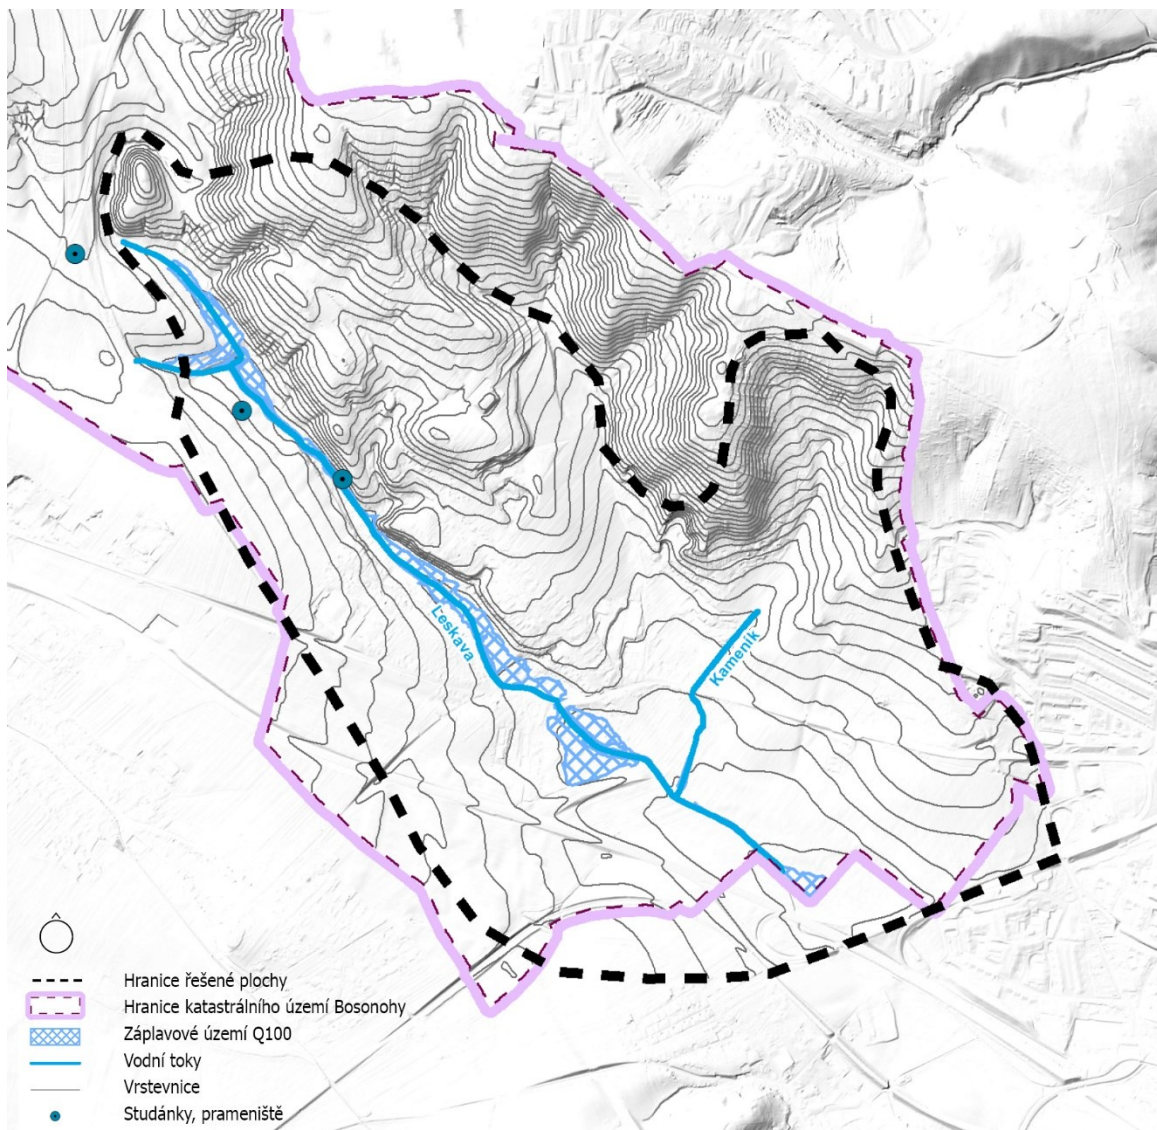 Leskava
Kameník
Hranice řešené plochy
Hranice katastrálního území Bosonohy
Záplavové území Q100
Vodní toky
Vrstevnice
Studánky, prameniště